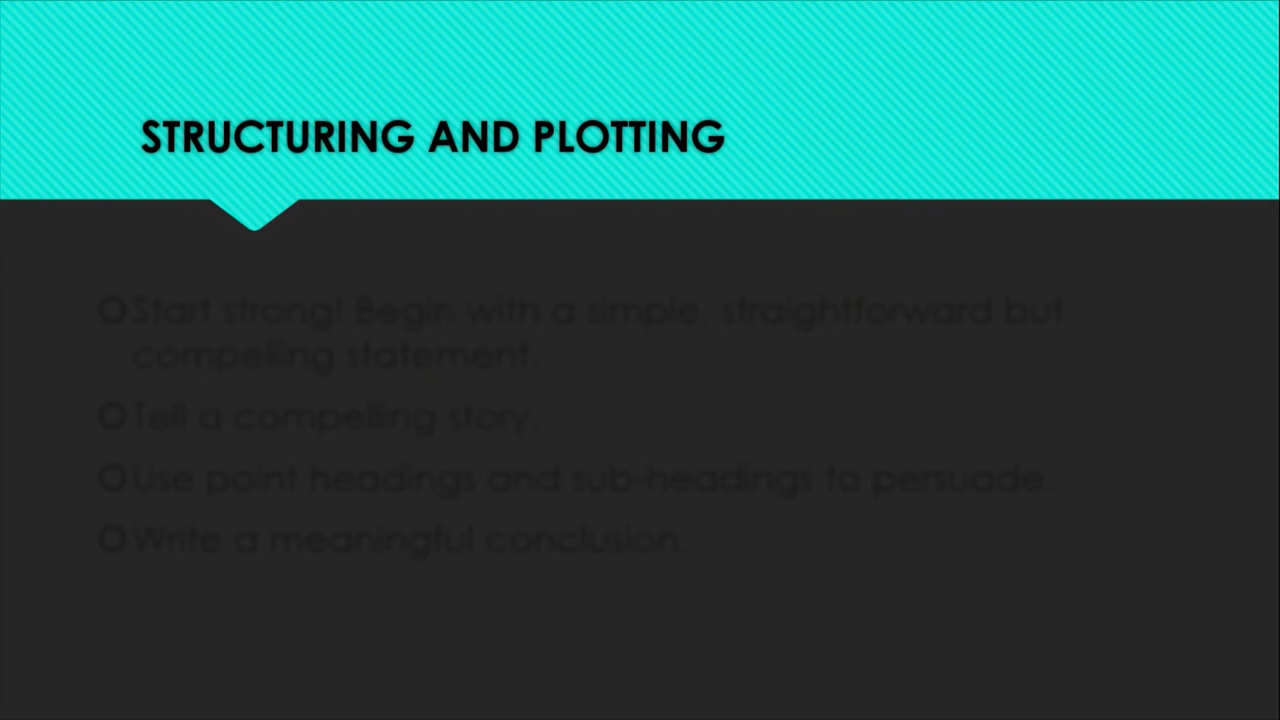 STRUCTURING AND PLOTTING
Start strong! Begin with a simple, straightforward but
compelling statement.
Tell a compelling story.
Use point headings and sub-headings to persuade.
Write a meaningful conclusion.